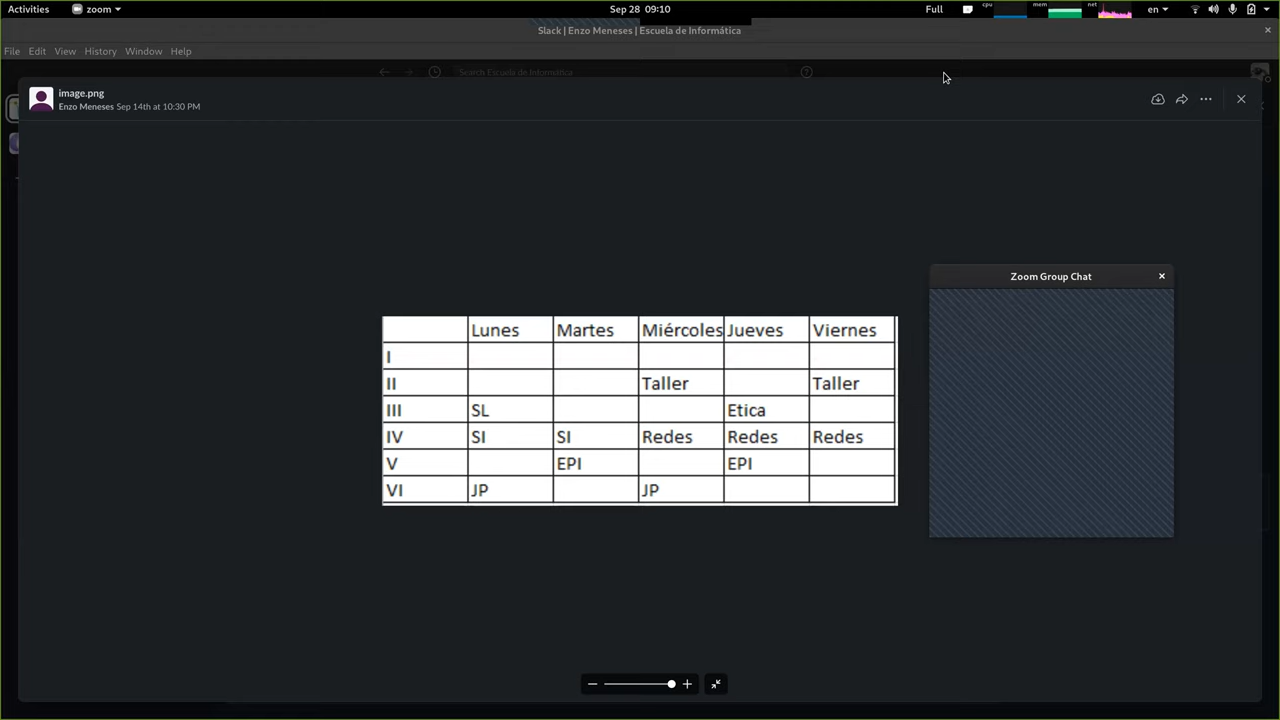 Activities zoom Sep 28 09:10 Full cpu mem net en
Slack | Enzo Meneses | Escuela de Informática
File Edit View History Window Help
Search Escuela de Informática
image.png
Enzo Meneses Sep 14th at 10:30 PM
Zoom Group Chat
Lunes Martes Miércoles Jueves Viernes
I
II Taller Taller
III SL Etica
IV SI SI Redes Redes Redes
V EPI EPI
VI JP JP